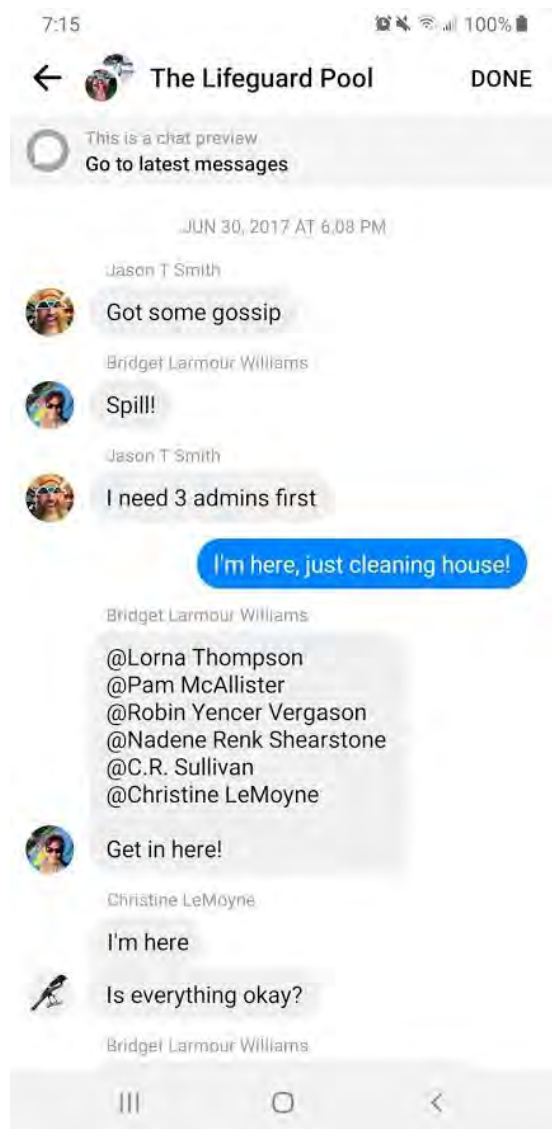 7:15
100%
The Lifeguard Pool
DONE
This is a chat preview
Go to latest messages
JUN 30, 2017 AT 6:08 PM
Jason T Smith
Got some gossip
Bridget Larmour Williams
Spill!
Jason T Smith
I need 3 admins first
I'm here, just cleaning house!
Bridget Larmour Williams
@Lorna Thompson
@Pam McAllister
@Robin Yencer Vergason
@Nadene Renk Shearstone
@C.R. Sullivan
@Christine LeMoyne
Get in here!
Christine LeMoyne
I'm here
Is everything okay?
Bridget Larmour Williams